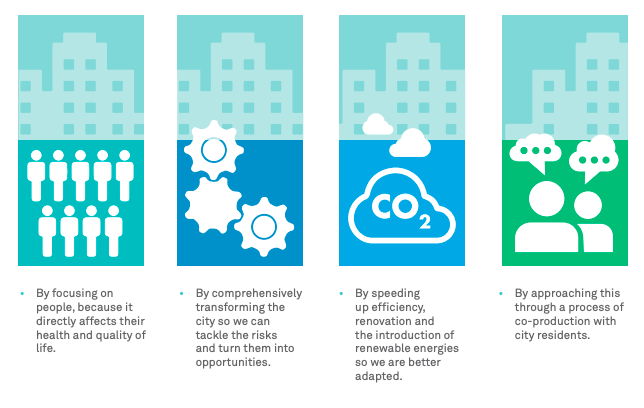 CO2
• By focusing on
people, because it
directly affects their
health and quality of
life.
• By comprehensively
transforming the
city so we can
tackle the risks
and turn them into
opportunities.
• By speeding
up efficiency,
renovation and
the introduction of
renewable energies
so we are better
adapted.
• By approaching this
through a process of
co-production with
city residents.